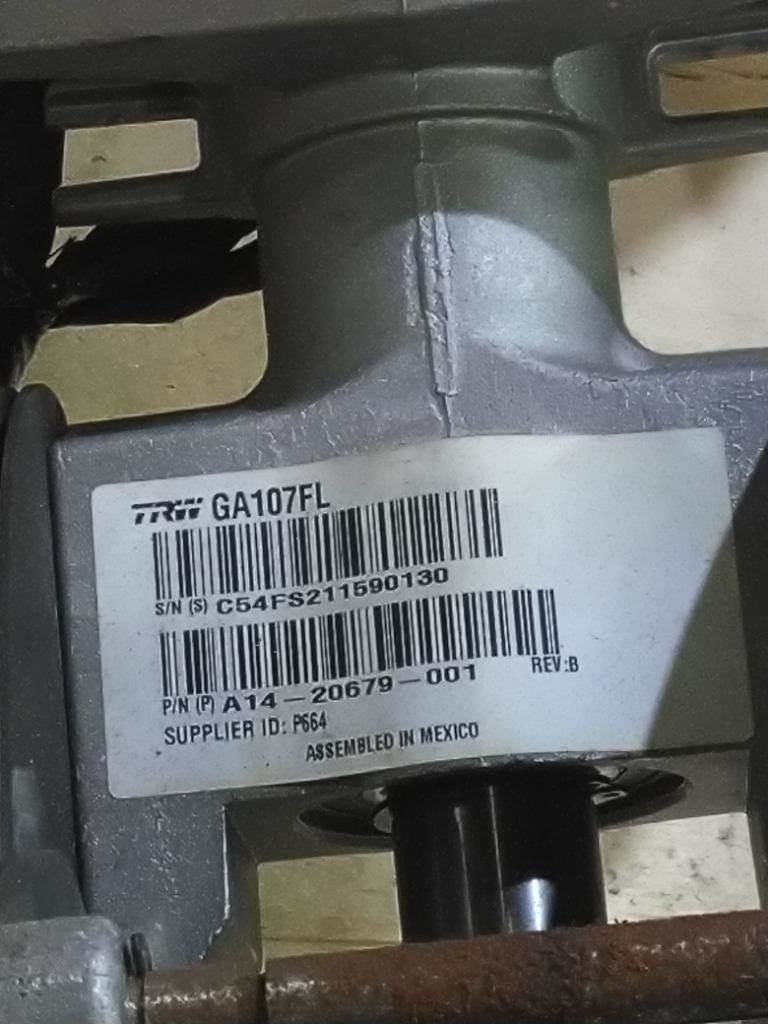 TRW GA107FL
S/N (S) C54FS211590130
P/N (P) A14-20679-001 REV:B
SUPPLIER ID: P664
ASSEMBLED IN MEXICO